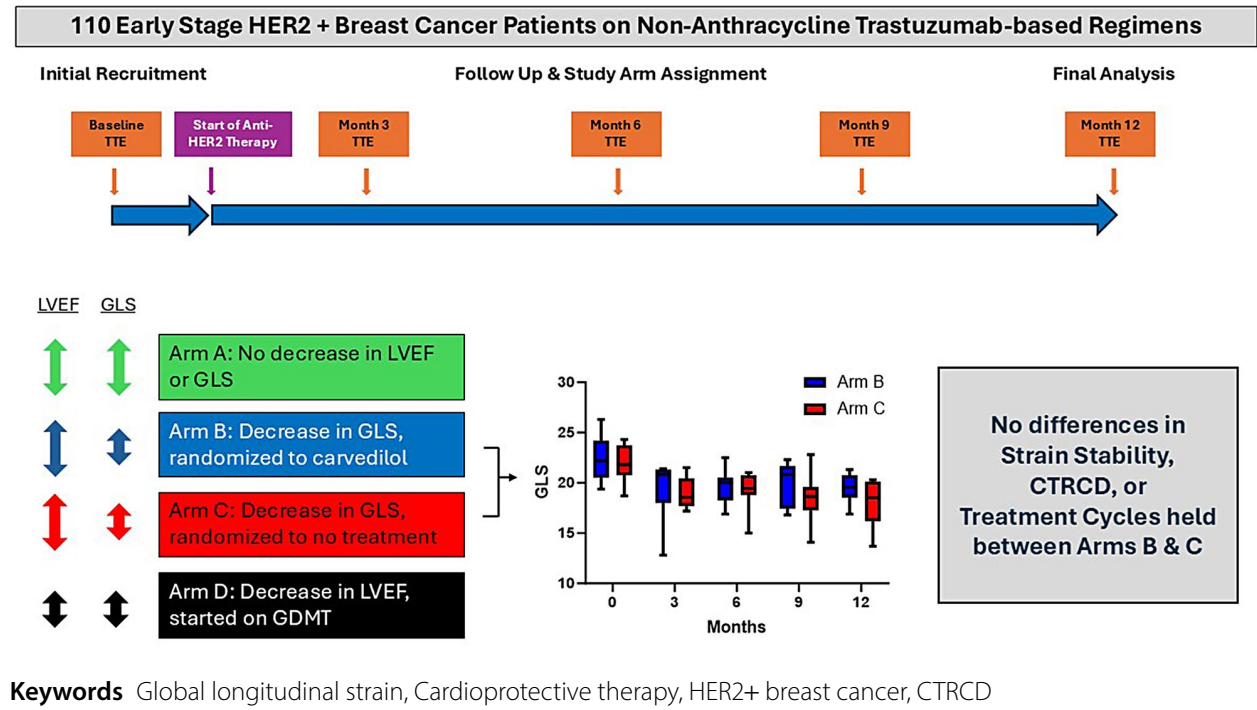 110 Early Stage HER2 + Breast Cancer Patients on Non-Anthracycline Trastuzumab-based Regimens
Initial Recruitment
Follow Up & Study Arm Assignment
Final Analysis
Baseline
TTE
Start of Anti-
HER2 Therapy
Month 3
TTE
Month 6
TTE
Month 9
TTE
Month 12
TTE
LVEF
GLS
Arm A: No decrease in LVEF
or GLS
Arm B: Decrease in GLS,
randomized to carvedilol
Arm C: Decrease in GLS,
randomized to no treatment
Arm D: Decrease in LVEF,
started on GDMT
GLS
30
25
20
15
10
0
3
6
9
12
Months
Arm B
Arm C
No differences in
Strain Stability,
CTRCD, or
Treatment Cycles held
between Arms B & C
Keywords Global longitudinal strain, Cardioprotective therapy, HER2+ breast cancer, CTRCD